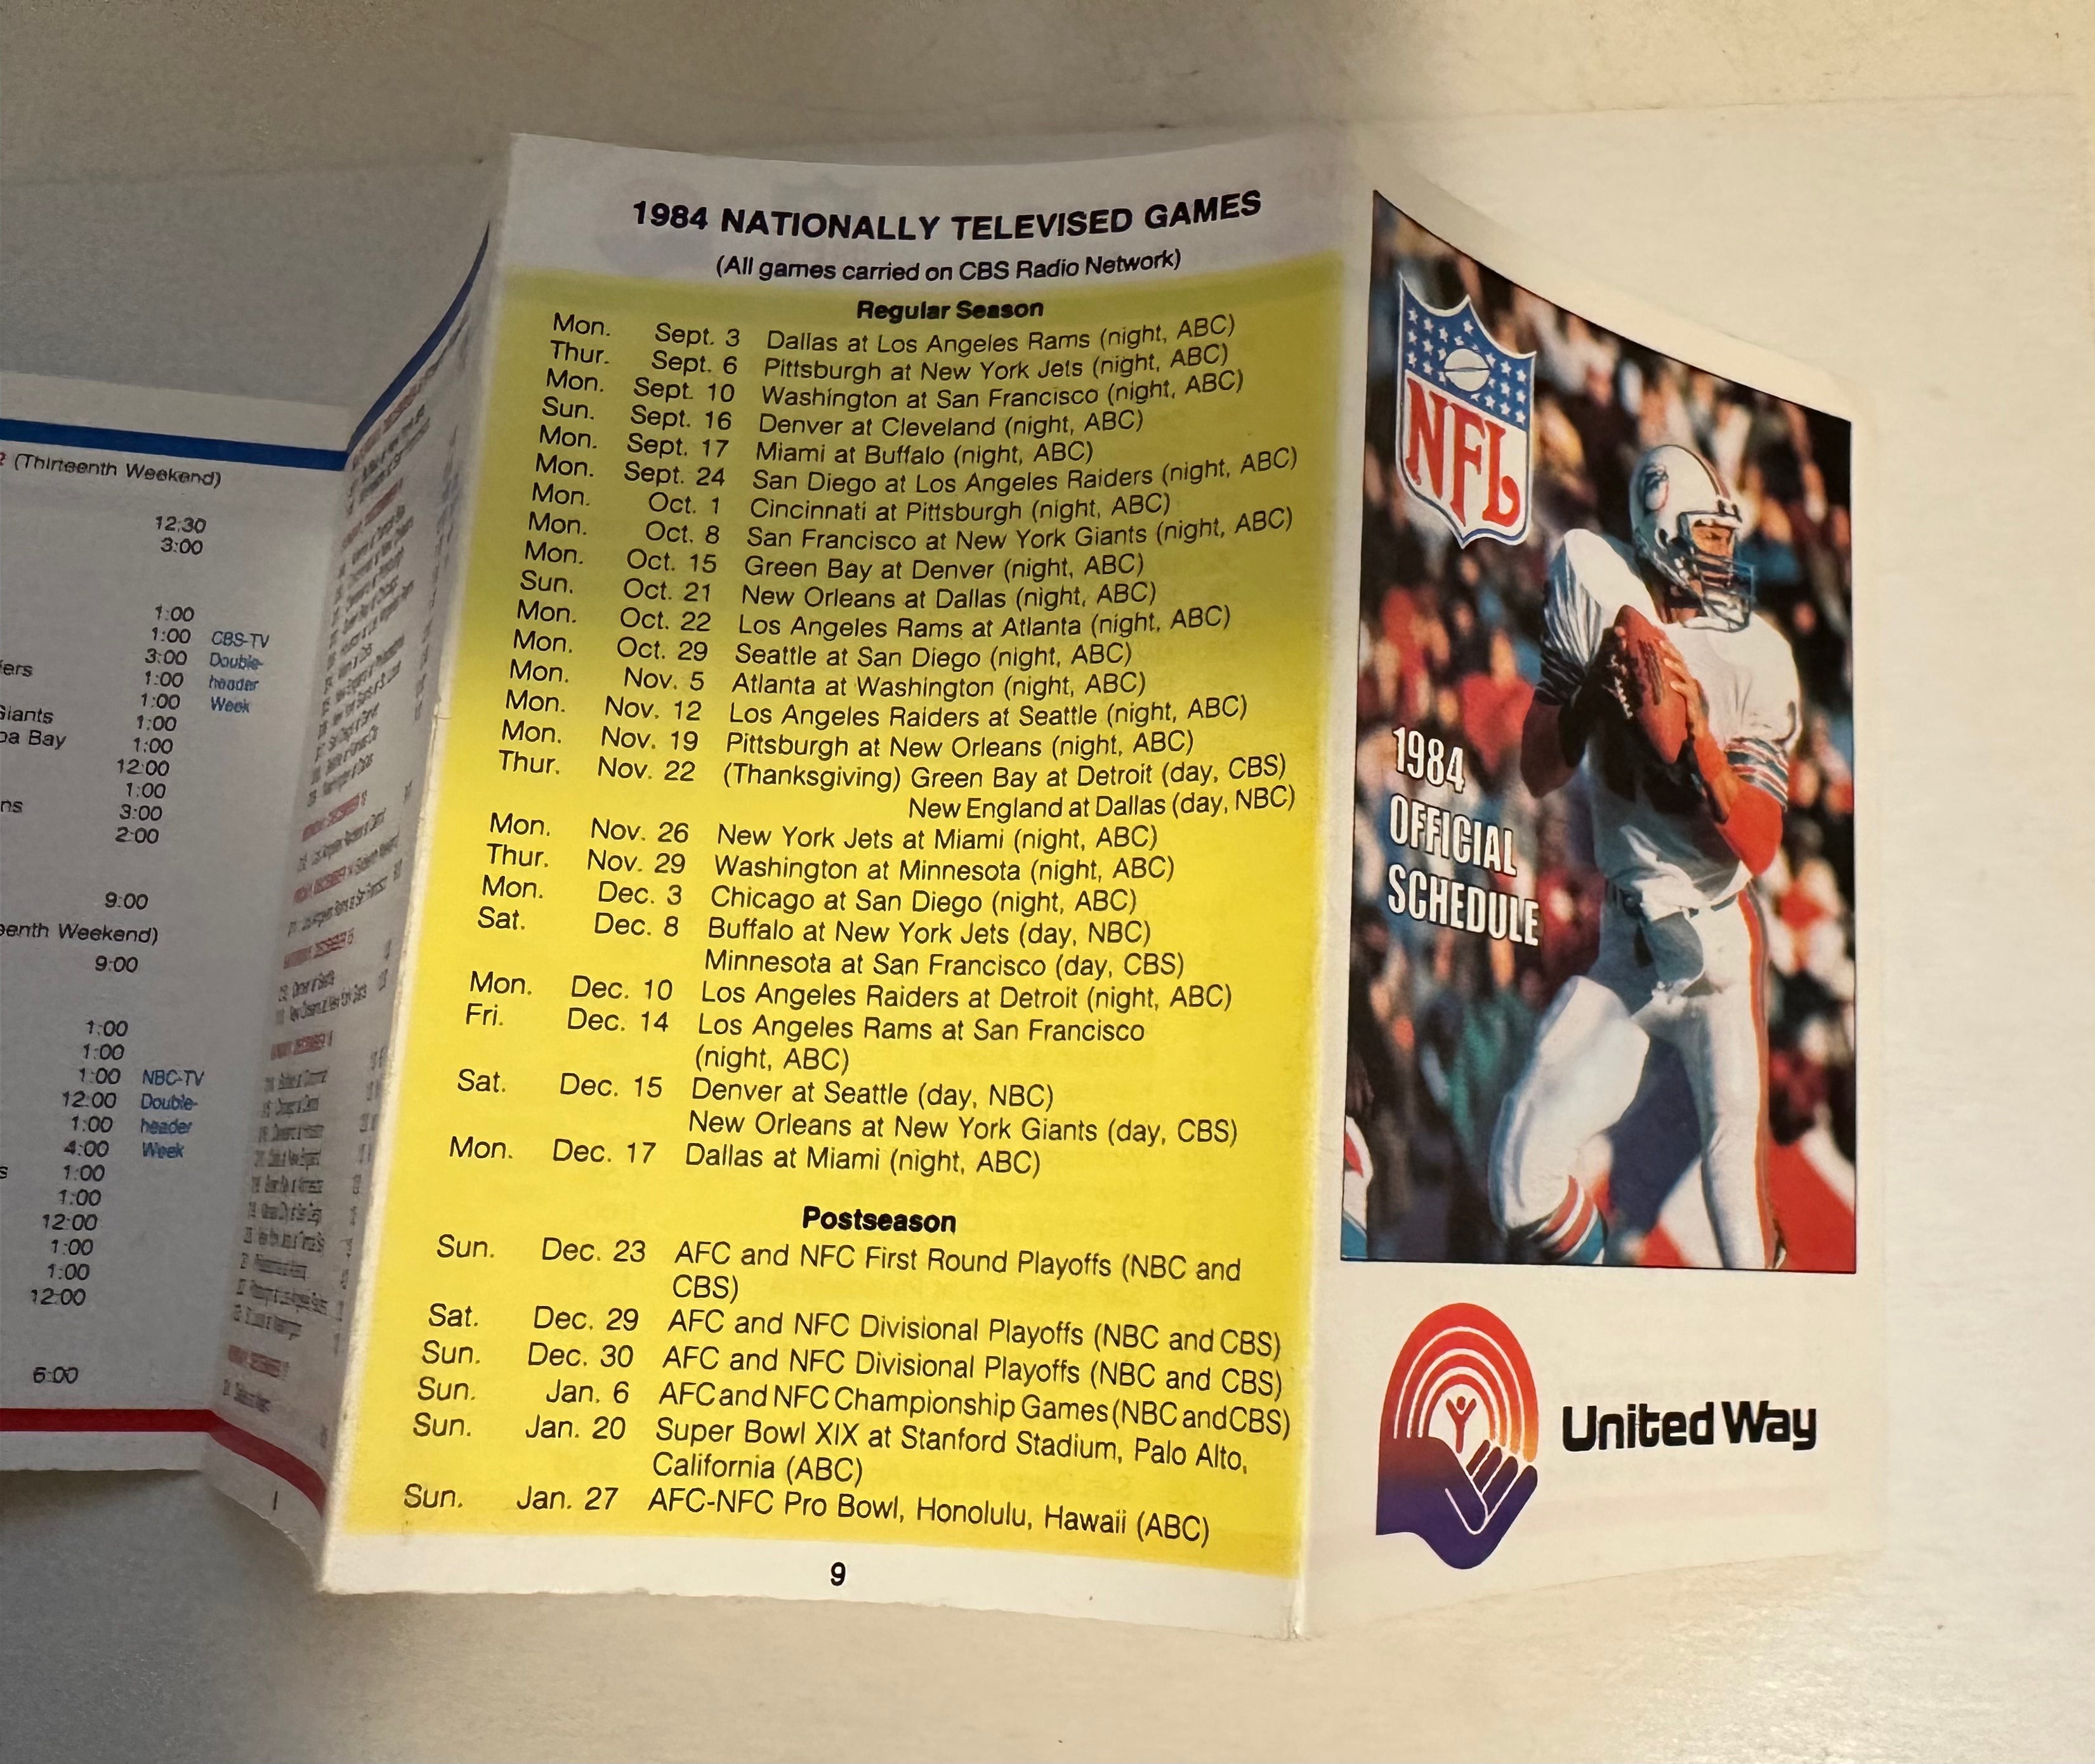 (Thirteenth Weekend)
12:30
3:00
1:00
1:00 CBS-TV
3:00 Double-
ers 1:00 header
1:00 Week
Giants 1:00
pa Bay 1:00
12:00
1:00
ns 3:00
2:00
9:00
enth Weekend)
9:00
1:00
1:00
1:00 NBC-TV
12:00 Double-
1:00 header
4:00 Week
s 1:00
1:00
12:00
1:00
1:00
12:00
6:00
1984 NATIONALLY TELEVISED GAMES
(All games carried on CBS Radio Network)
Regular Season
Mon. Sept. 3 Dallas at Los Angeles Rams (night, ABC)
Thur. Sept. 6 Pittsburgh at New York Jets (night, ABC)
Mon. Sept. 10 Washington at San Francisco (night, ABC)
Sun. Sept. 16 Denver at Cleveland (night, ABC)
Mon. Sept. 17 Miami at Buffalo (night, ABC)
Mon. Sept. 24 San Diego at Los Angeles Raiders (night, ABC)
Mon. Oct. 1 Cincinnati at Pittsburgh (night, ABC)
Mon. Oct. 8 San Francisco at New York Giants (night, ABC)
Mon. Oct. 15 Green Bay at Denver (night, ABC)
Sun. Oct. 21 New Orleans at Dallas (night, ABC)
Mon. Oct. 22 Los Angeles Rams at Atlanta (night, ABC)
Mon. Oct. 29 Seattle at San Diego (night, ABC)
Mon. Nov. 5 Atlanta at Washington (night, ABC)
Mon. Nov. 12 Los Angeles Raiders at Seattle (night, ABC)
Mon. Nov. 19 Pittsburgh at New Orleans (night, ABC)
Thur. Nov. 22 (Thanksgiving) Green Bay at Detroit (day, CBS)
New England at Dallas (day, NBC)
Mon. Nov. 26 New York Jets at Miami (night, ABC)
Thur. Nov. 29 Washington at Minnesota (night, ABC)
Mon. Dec. 3 Chicago at San Diego (night, ABC)
Sat. Dec. 8 Buffalo at New York Jets (day, NBC)
Minnesota at San Francisco (day, CBS)
Mon. Dec. 10 Los Angeles Raiders at Detroit (night, ABC)
Fri. Dec. 14 Los Angeles Rams at San Francisco
(night, ABC)
Sat. Dec. 15 Denver at Seattle (day, NBC)
New Orleans at New York Giants (day, CBS)
Mon. Dec. 17 Dallas at Miami (night, ABC)
Postseason
Sun. Dec. 23 AFC and NFC First Round Playoffs (NBC and
CBS)
Sat. Dec. 29 AFC and NFC Divisional Playoffs (NBC and CBS)
Sun. Dec. 30 AFC and NFC Divisional Playoffs (NBC and CBS)
Sun. Jan. 6 AFC and NFC Championship Games (NBC and CBS)
Sun. Jan. 20 Super Bowl XIX at Stanford Stadium, Palo Alto,
California (ABC)
Sun. Jan. 27 AFC-NFC Pro Bowl, Honolulu, Hawaii (ABC)
9
NFL
1984
OFFICIAL
SCHEDULE
United Way